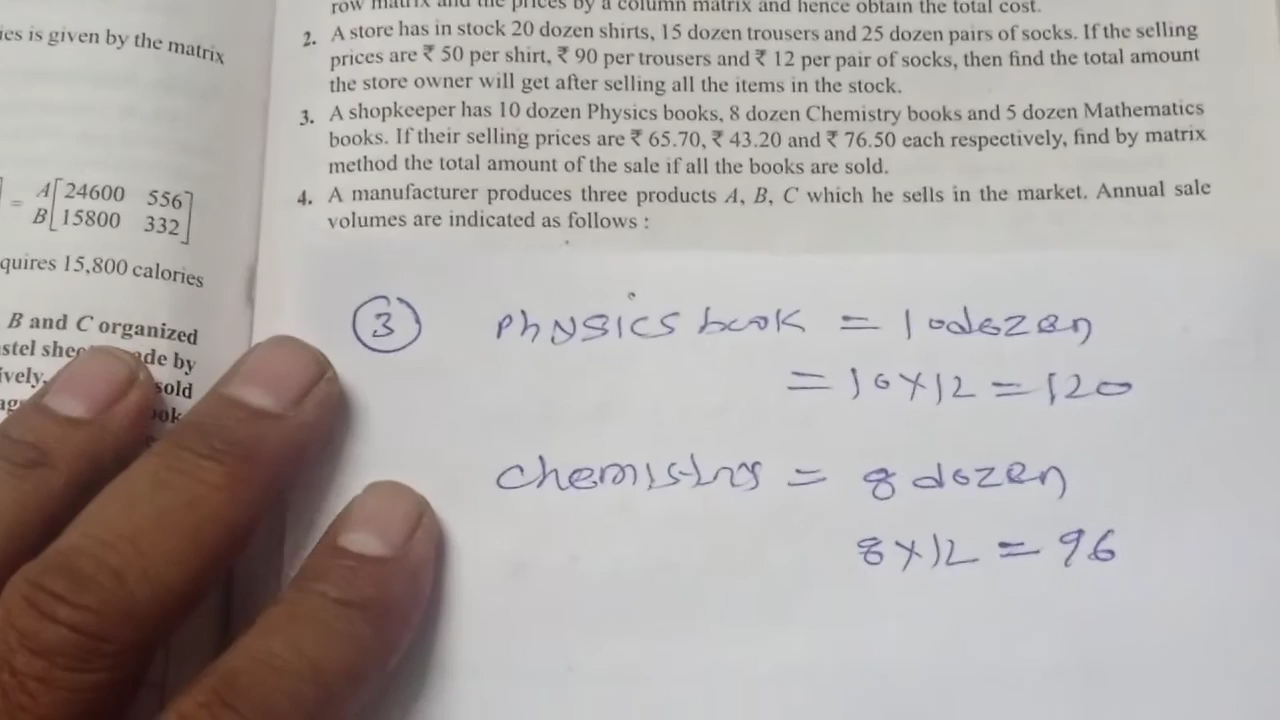 ies is given by the matrix
= A[24600 556]
B[15800 332]
quires 15,800 calories
B and C organized
stel
de by
ively,
sold
row matrix and the prices by a column matrix and hence obtain the total cost.
2. A store has in stock 20 dozen shirts, 15 dozen trousers and 25 dozen pairs of socks. If the selling
prices are ₹ 50 per shirt, ₹ 90 per trousers and ₹ 12 per pair of socks, then find the total amount
the store owner will get after selling all the items in the stock.
3. A shopkeeper has 10 dozen Physics books, 8 dozen Chemistry books and 5 dozen Mathematics
books. If their selling prices are ₹ 65.70, ₹ 43.20 and ₹ 76.50 each respectively, find by matrix
method the total amount of the sale if all the books are sold.
4. A manufacturer produces three products A, B, C which he sells in the market. Annual sale
volumes are indicated as follows :
3 Physics book = 10 dozen
= 10 × 12 = 120
chemistry = 8 dozen
8 × 12 = 96